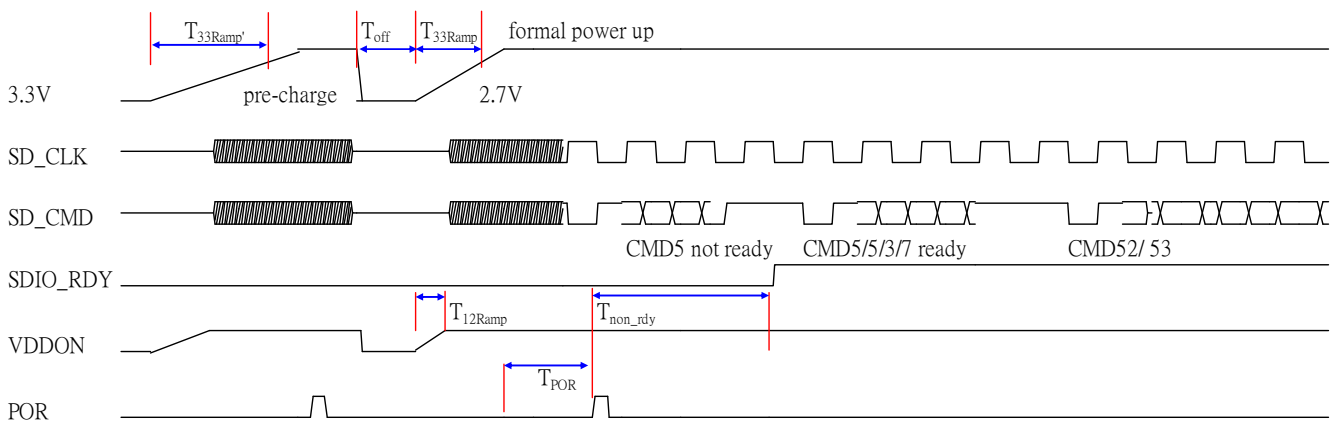 T33Ramp' Toff T33Ramp formal power up
3.3V pre-charge 2.7V
SD_CLK
SD_CMD
CMD5 not ready CMD5/5/3/7 ready CMD52/ 53
SDIO_RDY
T12Ramp Tnon_rdy
VDDON
TPOR
POR